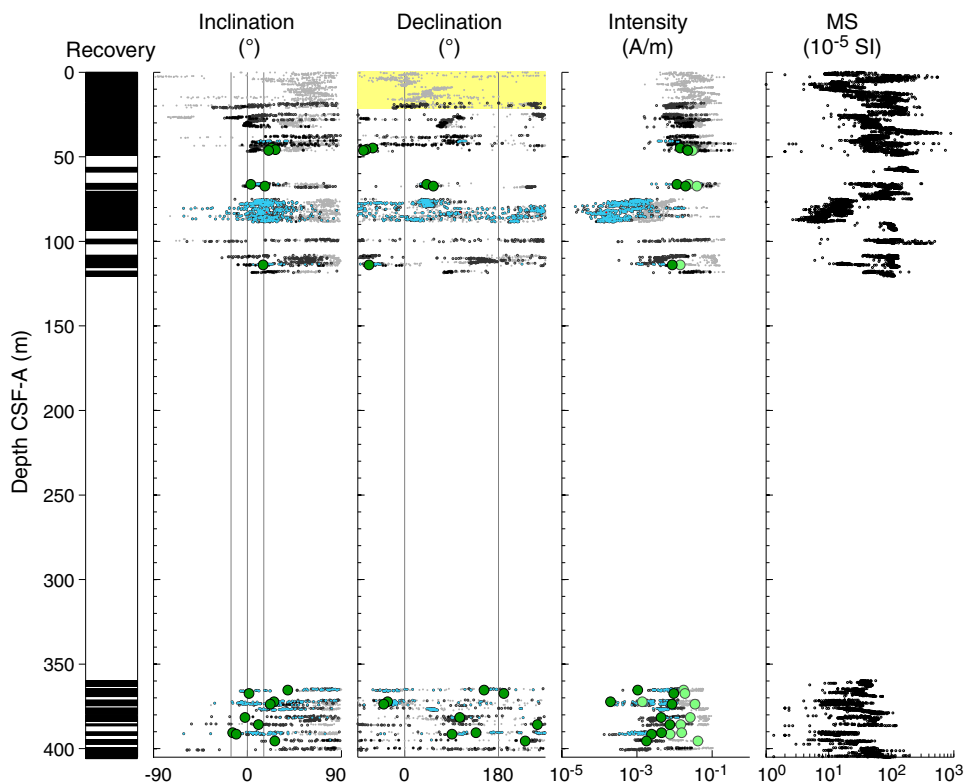 Inclination
(°)
Declination
(°)
Intensity
(A/m)
MS
(10⁻⁵ SI)
Recovery
Depth CSF-A (m)
0
50
100
150
200
250
300
350
400
-90 0 90
0 180
10⁻⁵ 10⁻³ 10⁻¹
10⁰ 10¹ 10² 10³